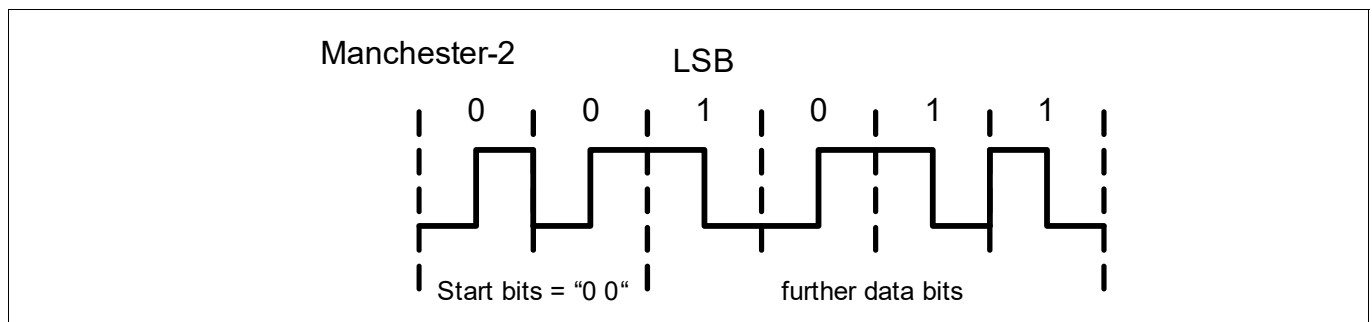 Manchester-2 LSB
0 0 1 0 1 1
Start bits = “0 0“ further data bits